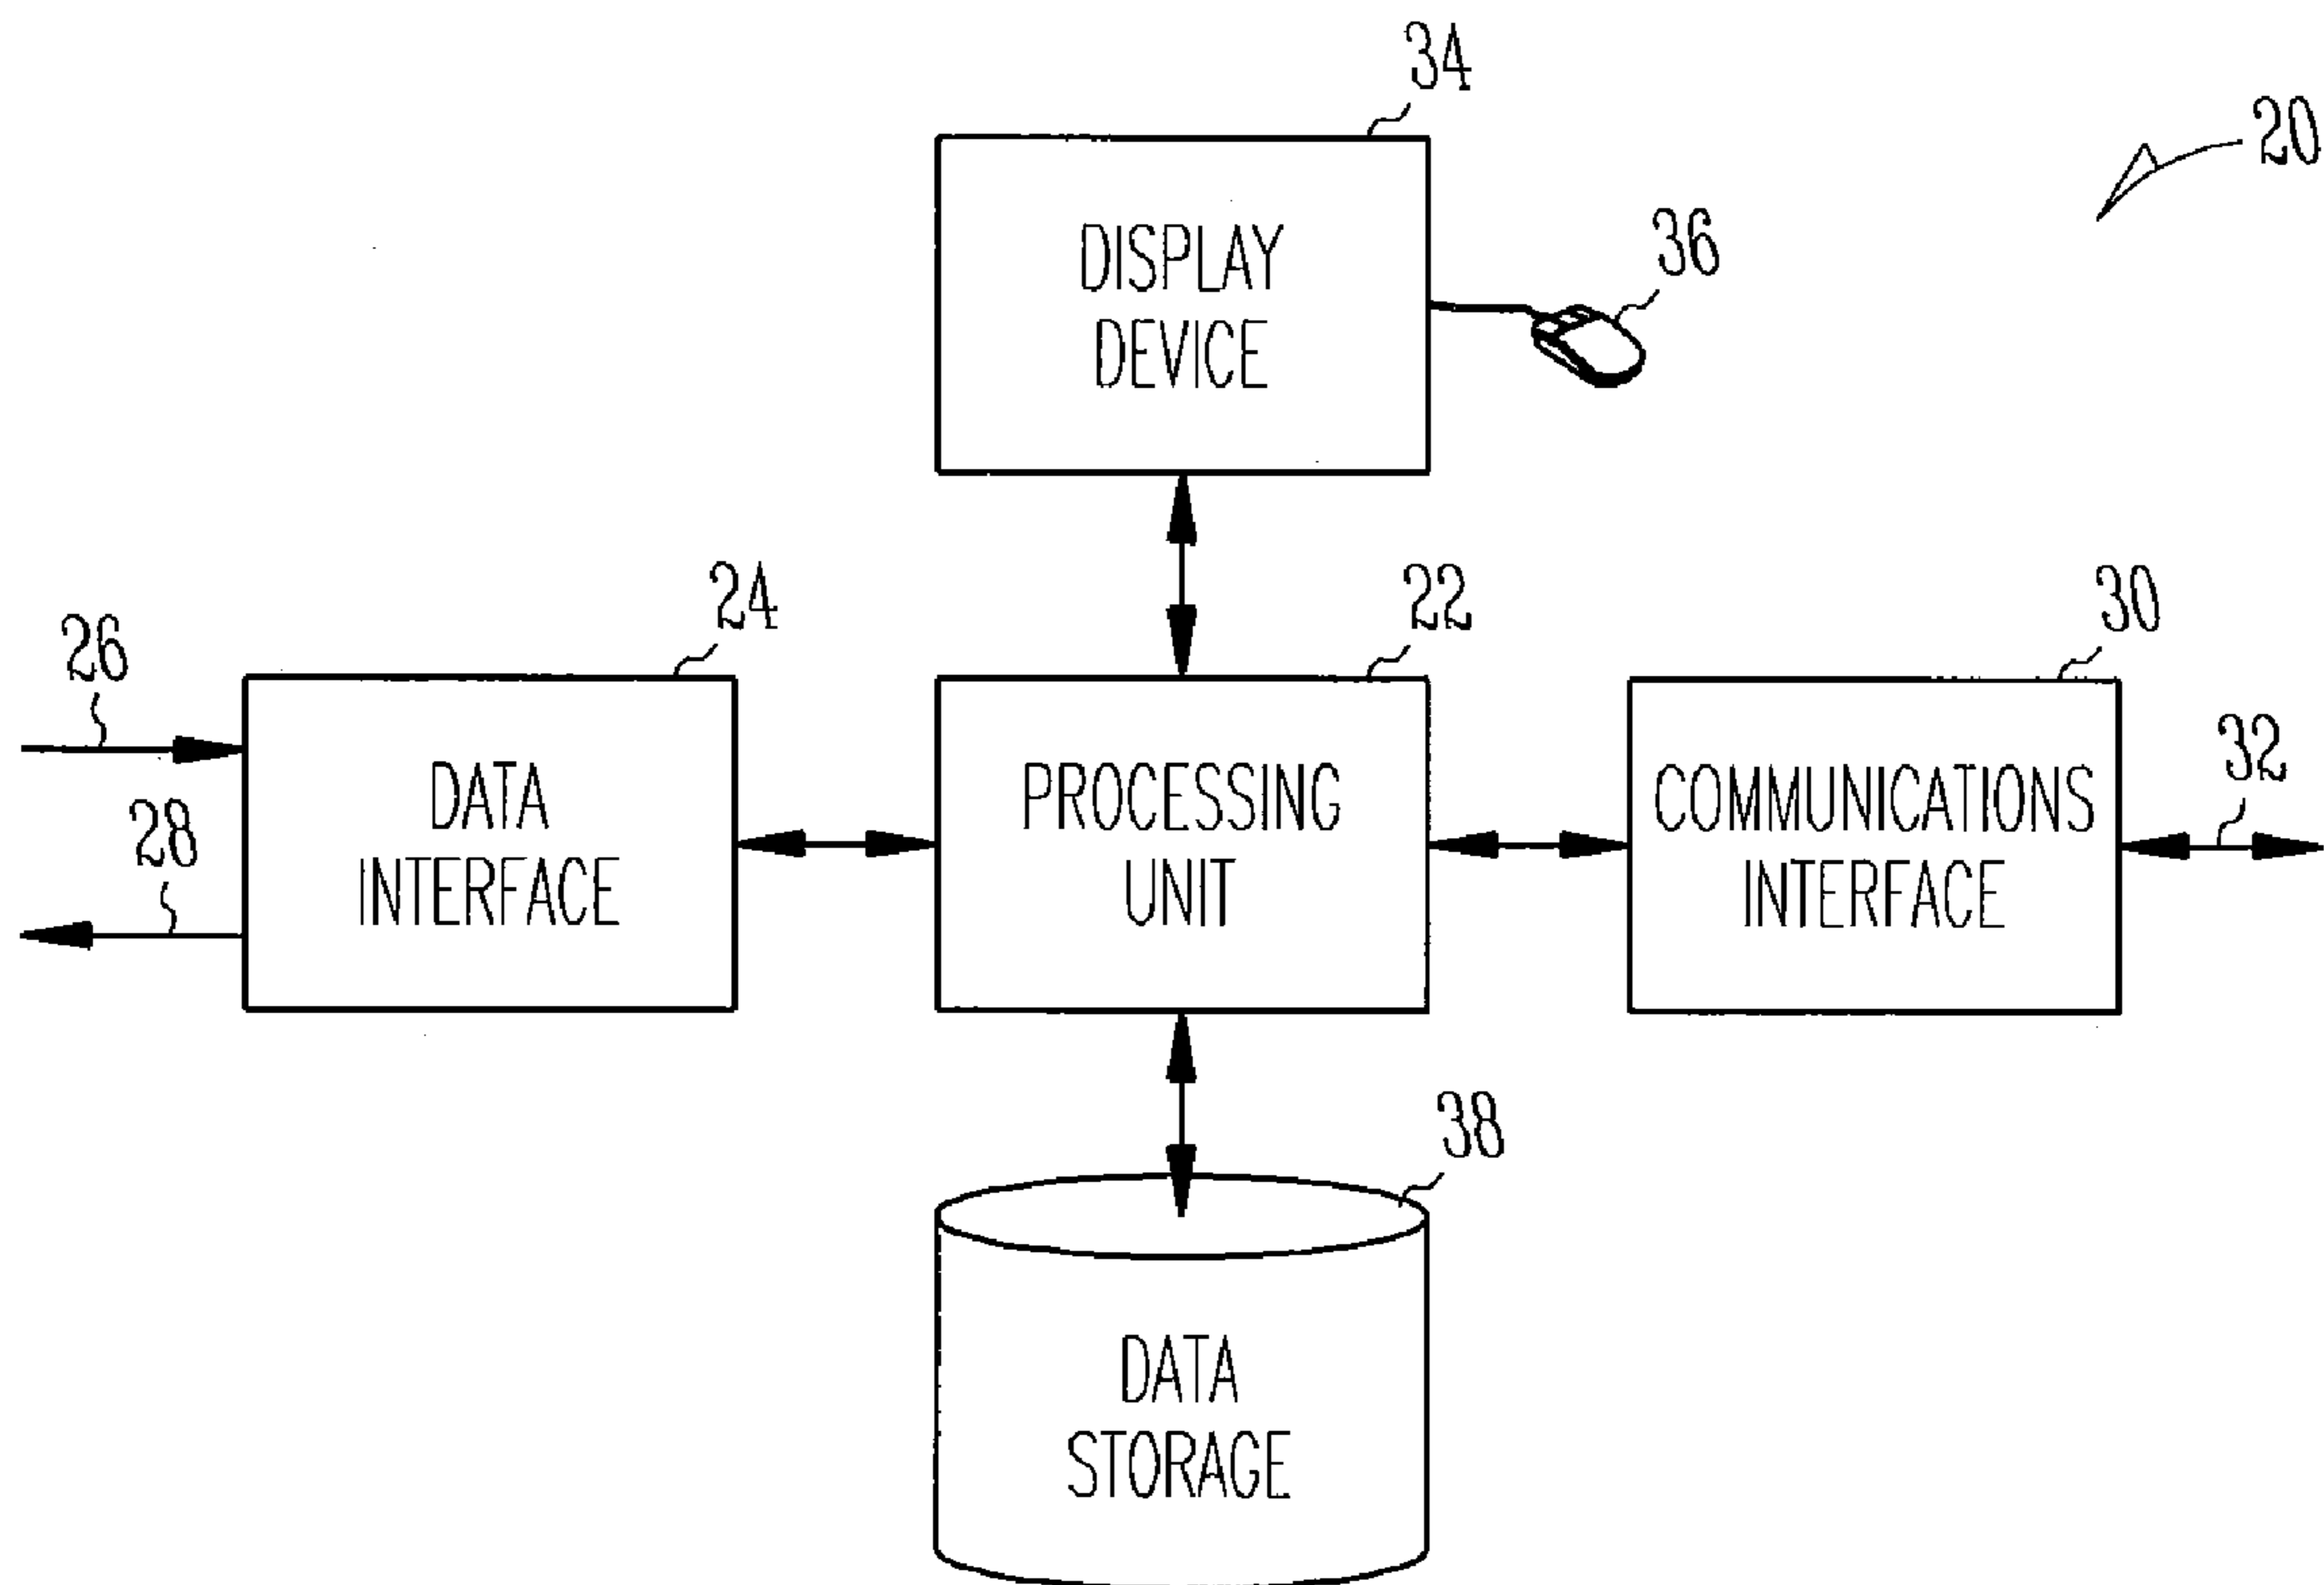 34
20
DISPLAY
DEVICE
36
24
22
30
26
DATA
INTERFACE
28
PROCESSING
UNIT
COMMUNICATIONS
INTERFACE
32
38
DATA
STORAGE